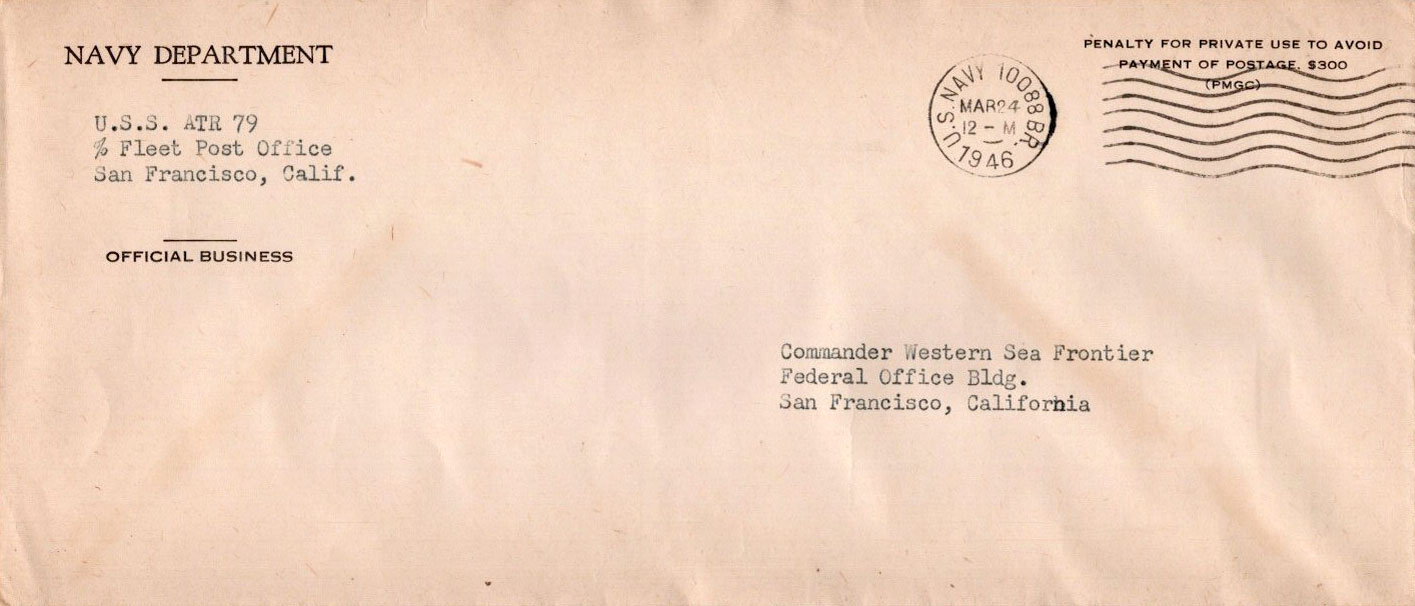 NAVY DEPARTMENT
U.S.S. ATR 79
% Fleet Post Office
San Francisco, Calif.
OFFICIAL BUSINESS
U.S. NAVY 10088 BR.
MAR 24
12 - M
1946
PENALTY FOR PRIVATE USE TO AVOID
PAYMENT OF POSTAGE, $300
(PMGC)
Commander Western Sea Frontier
Federal Office Bldg.
San Francisco, California